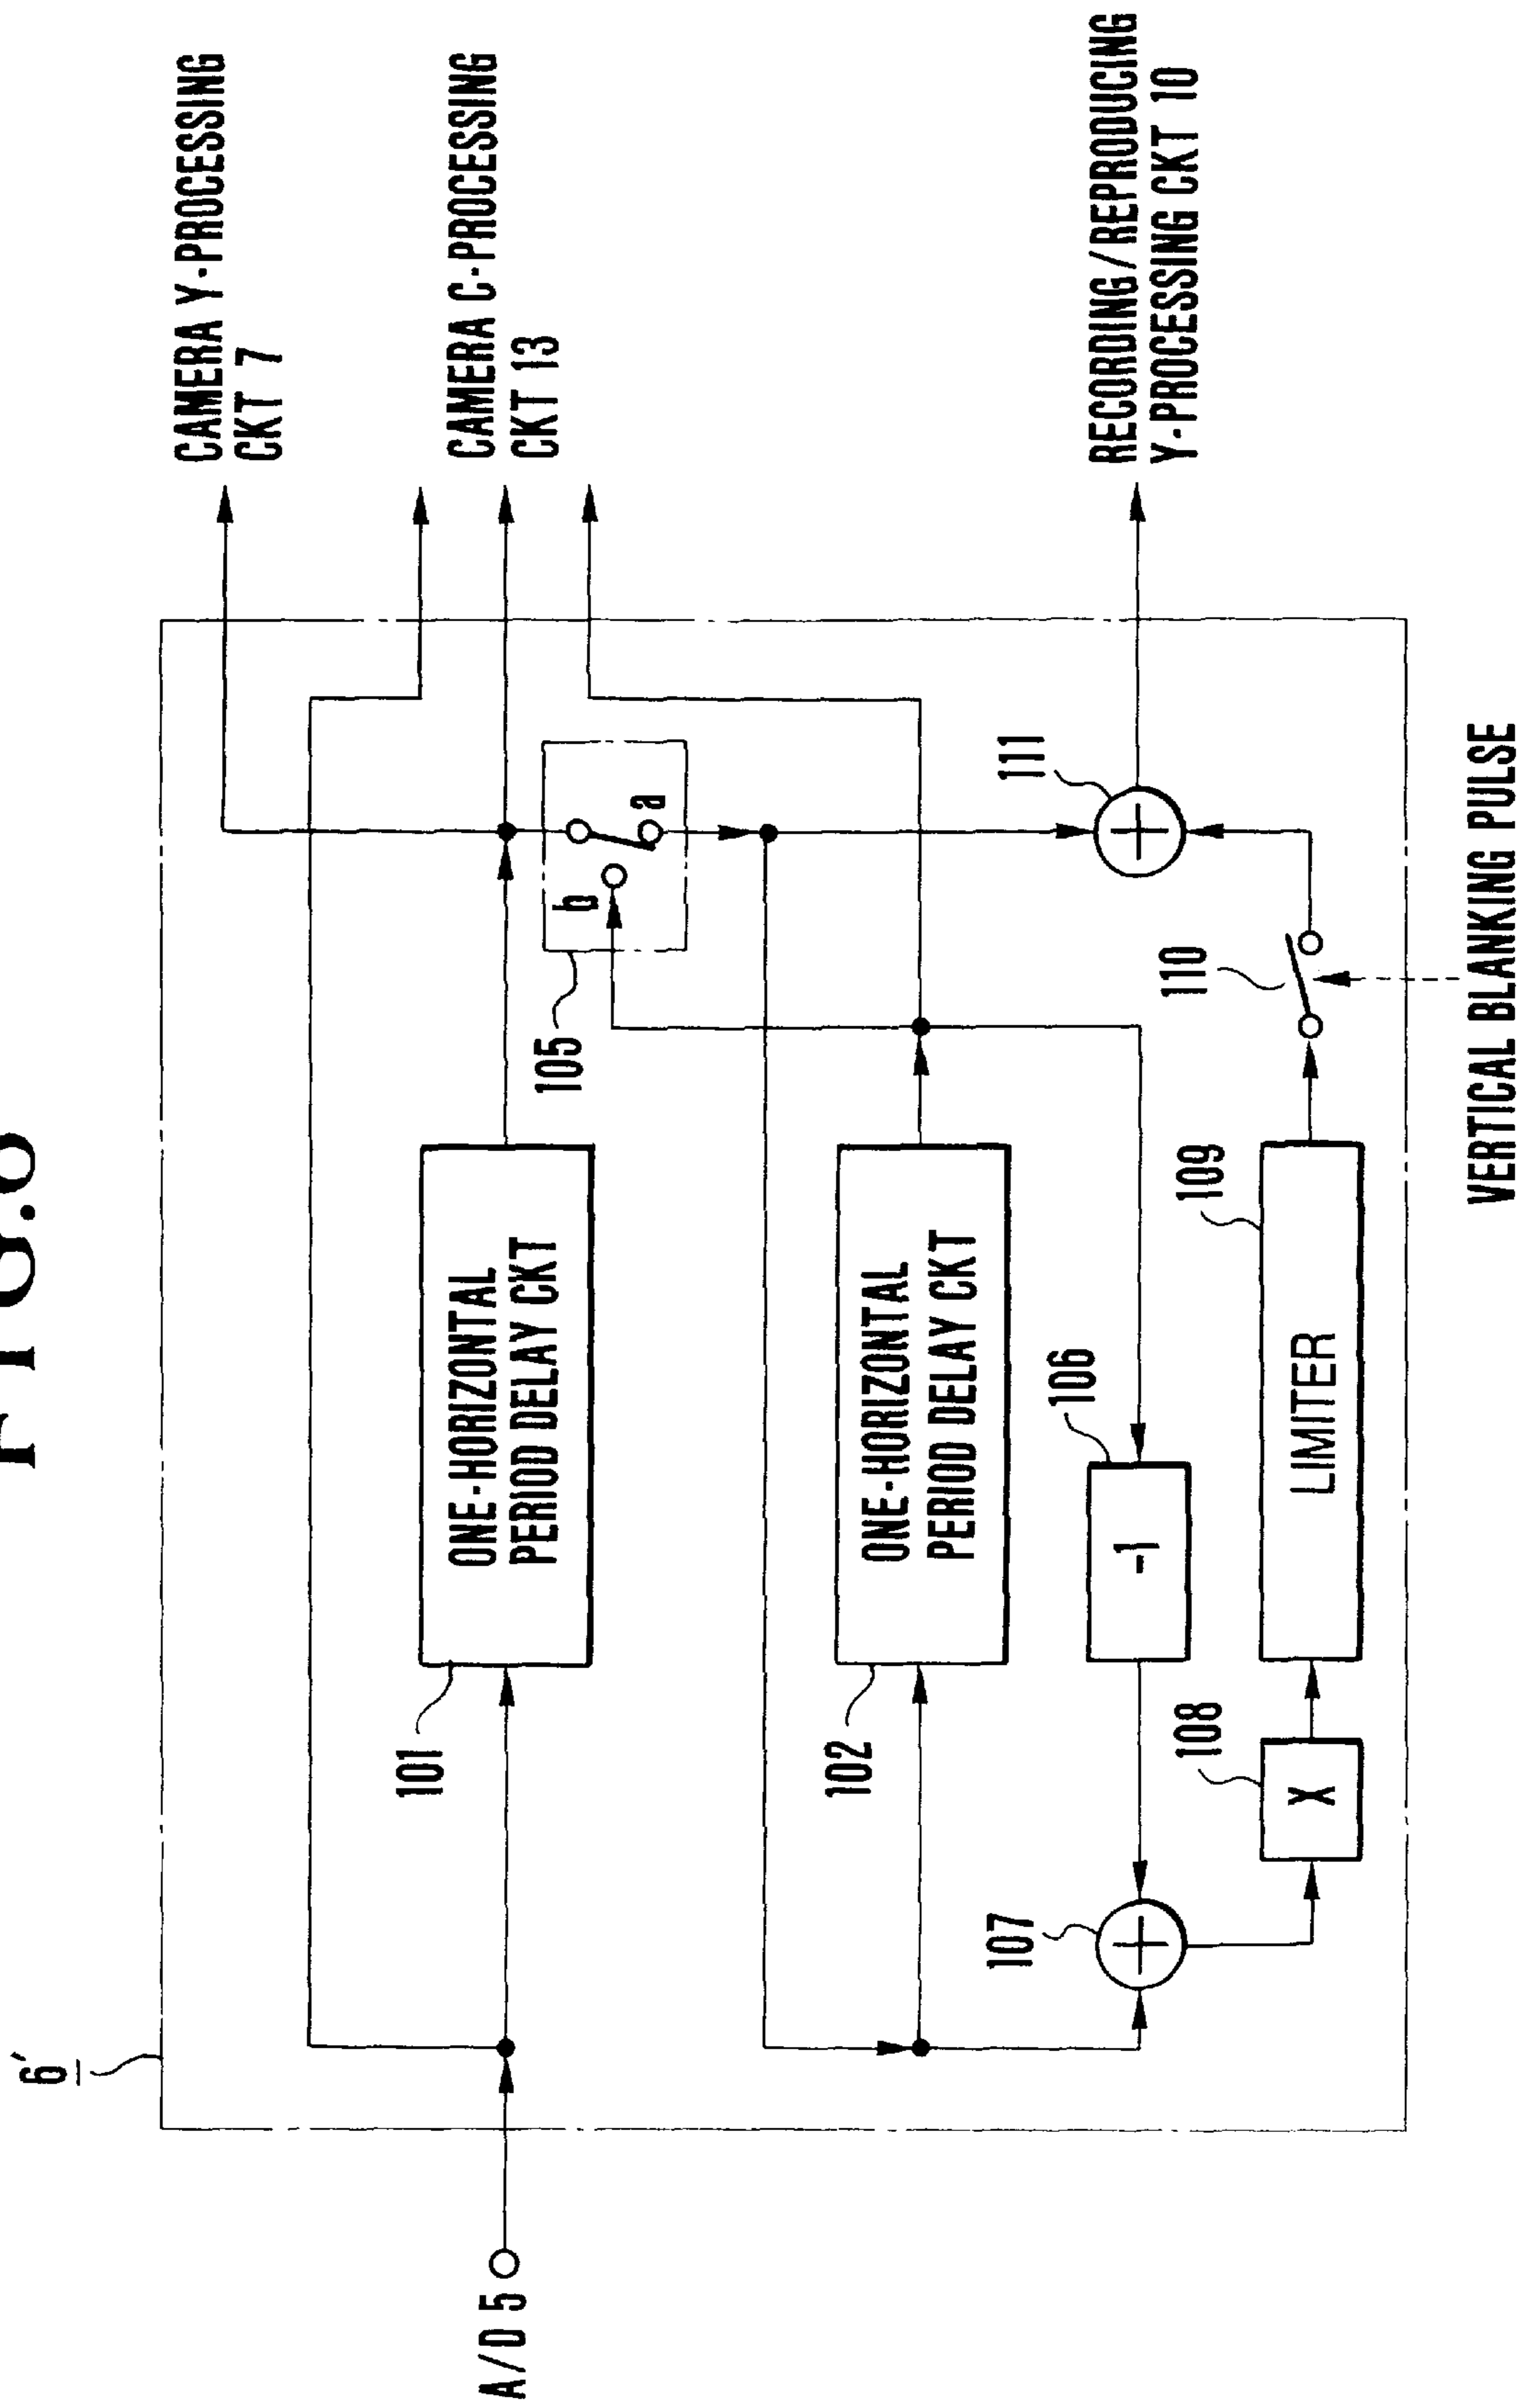 6'
A/D 5
101
ONE-HORIZONTAL
PERIOD DELAY CKT
CAMERA Y-PROCESSING
CKT 7
CAMERA C-PROCESSING
CKT 13
105
b
a
102
ONE-HORIZONTAL
PERIOD DELAY CKT
106
-1
107
111
RECORDING/REPRODUCING
Y-PROCESSING CKT 10
108
X
109
LIMITER
110
VERTICAL BLANKING PULSE